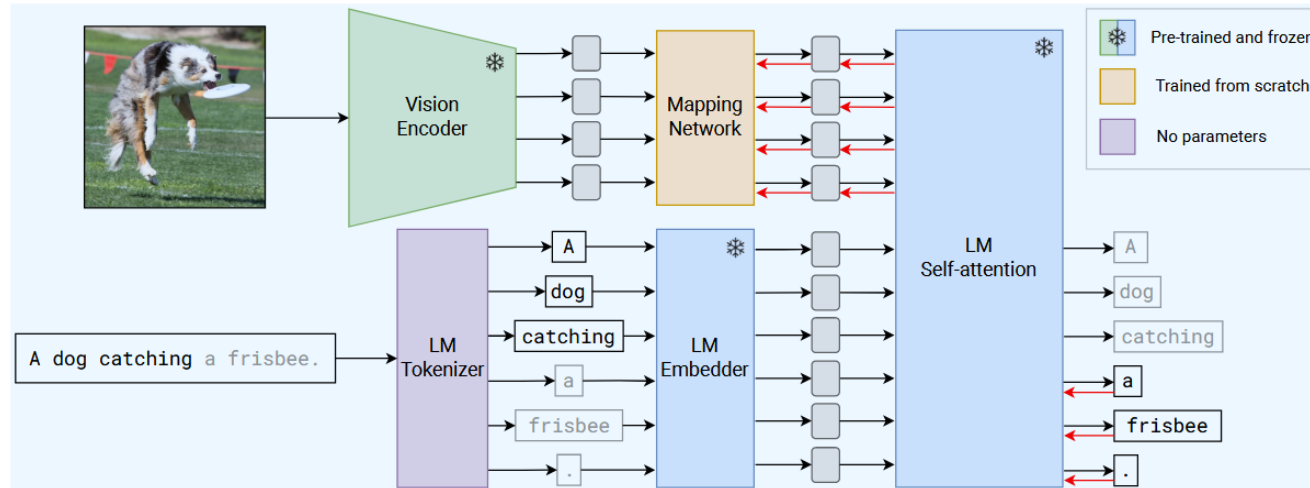 Vision
Encoder
Mapping
Network
Pre-trained and frozen
Trained from scratch
No parameters
A dog catching a frisbee.
LM
Tokenizer
A
dog
catching
a
frisbee
.
LM
Embedder
LM
Self-attention
A
dog
catching
a
frisbee
.